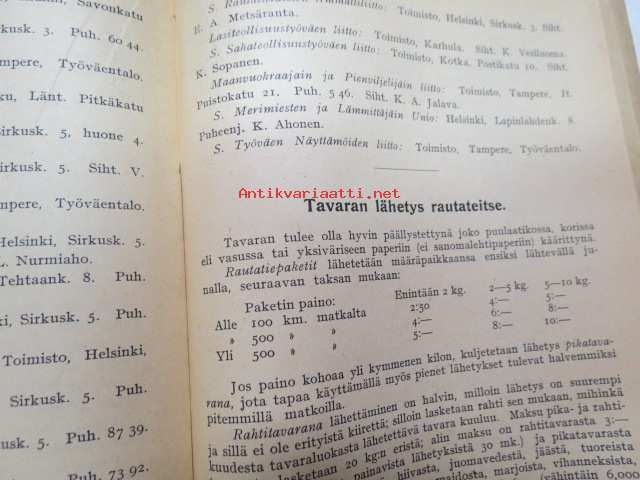 Savonkatu
3. Puh. 60 44.
Tampere, Työväentalo.
Länt. Pitkäkatu
Sirkusk. 5, huone 4.
5. Siht. V.
Tampere, Työväentalo.
Helsinki, Sirkusk. 5.
L. Nurmiaho.
Tehtaank. 8. Puh.
Sirkusk. 5. Puh.
Toimisto, Helsinki,
Sirkusk. 5. Puh.
Puh. 87 39.
Puh. 73 92.
Toimisto, Helsinki, Sirkusk. 3. Siht.
E. A. Metsäranta.
Lasiteollisuustyöväen liitto: Toimisto, Karhula. Siht. K. Vesilaena.
S. Sahateollisuustyöväen liitto: Toimisto, Kotka. Postikatu 10. Siht.
K. Sopanen.
Maanvuokraajain ja Pienviljelijäin liitto: Toimisto, Tampere. It.
Puistokatu 21. Puh. 5 46. Siht. K. A. Jalava.
S. Merimiesten ja Lämmittäjäin Unio: Helsinki, Lapinlahdenk. 8.
Puheenj. K. Ahonen.
S. Työväen Näyttämöiden liitto: Toimisto, Tampere, Työväentalo.
Antikvariaatti.net
Tavaran lähetys rautateitse.
Tavaran tulee olla hyvin päällystettynä joko puulaatikossa, korissa
eli vasussa tai yksiväriseen paperiin (ei sanomalehtipaperiin) käärittynä.
Rautatiepaketit lähetetään määräpaikkaansa ensiksi lähtevällä ju-
nalla, seuraavan taksan mukaan:
Paketin paino: Enintään 2 kg. 2—5 kg. 5—10 kg.
Alle 100 km. matkalta 2:50 4:— 5:—
» 500 » » 4:— 6:— 8:—
Yli 500 » » 5:— 8:— 10:—
Jos paino kohoaa yli kymmenen kilon, kuljetetaan lähetys pikatava-
rana, jota tapaa käyttämällä myös pienet lähetykset tulevat halvemmiksi
pitemmillä matkoilla.
Rahtitavarana lähettäminen on halvin, milloin lähetys on suurempi
ja sillä ei ole erityistä kiirettä; silloin lasketaan rahti sen mukaan, mihinkä
kuudesta tavaraluokasta lähetettävä tavara kuuluu. Maksu pika- ja rahti-
lasketaan 20 kg:n eristä; alin maksu on rahtitavarasta 3:—
painavista lähetyksistä 30 mk.) ja pikatavarasta
hiivasta, juomavedestä, jäästä, tuoreista
maidosta, marjoista, vihanneksista,
(vähintäin 6,000